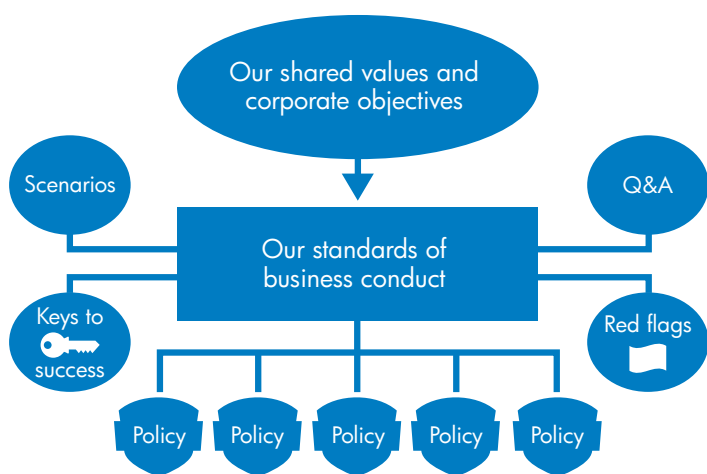 Our shared values and
corporate objectives
Scenarios
Q&A
Our standards of
business conduct
Keys to
success
Red flags
Policy
Policy
Policy
Policy
Policy